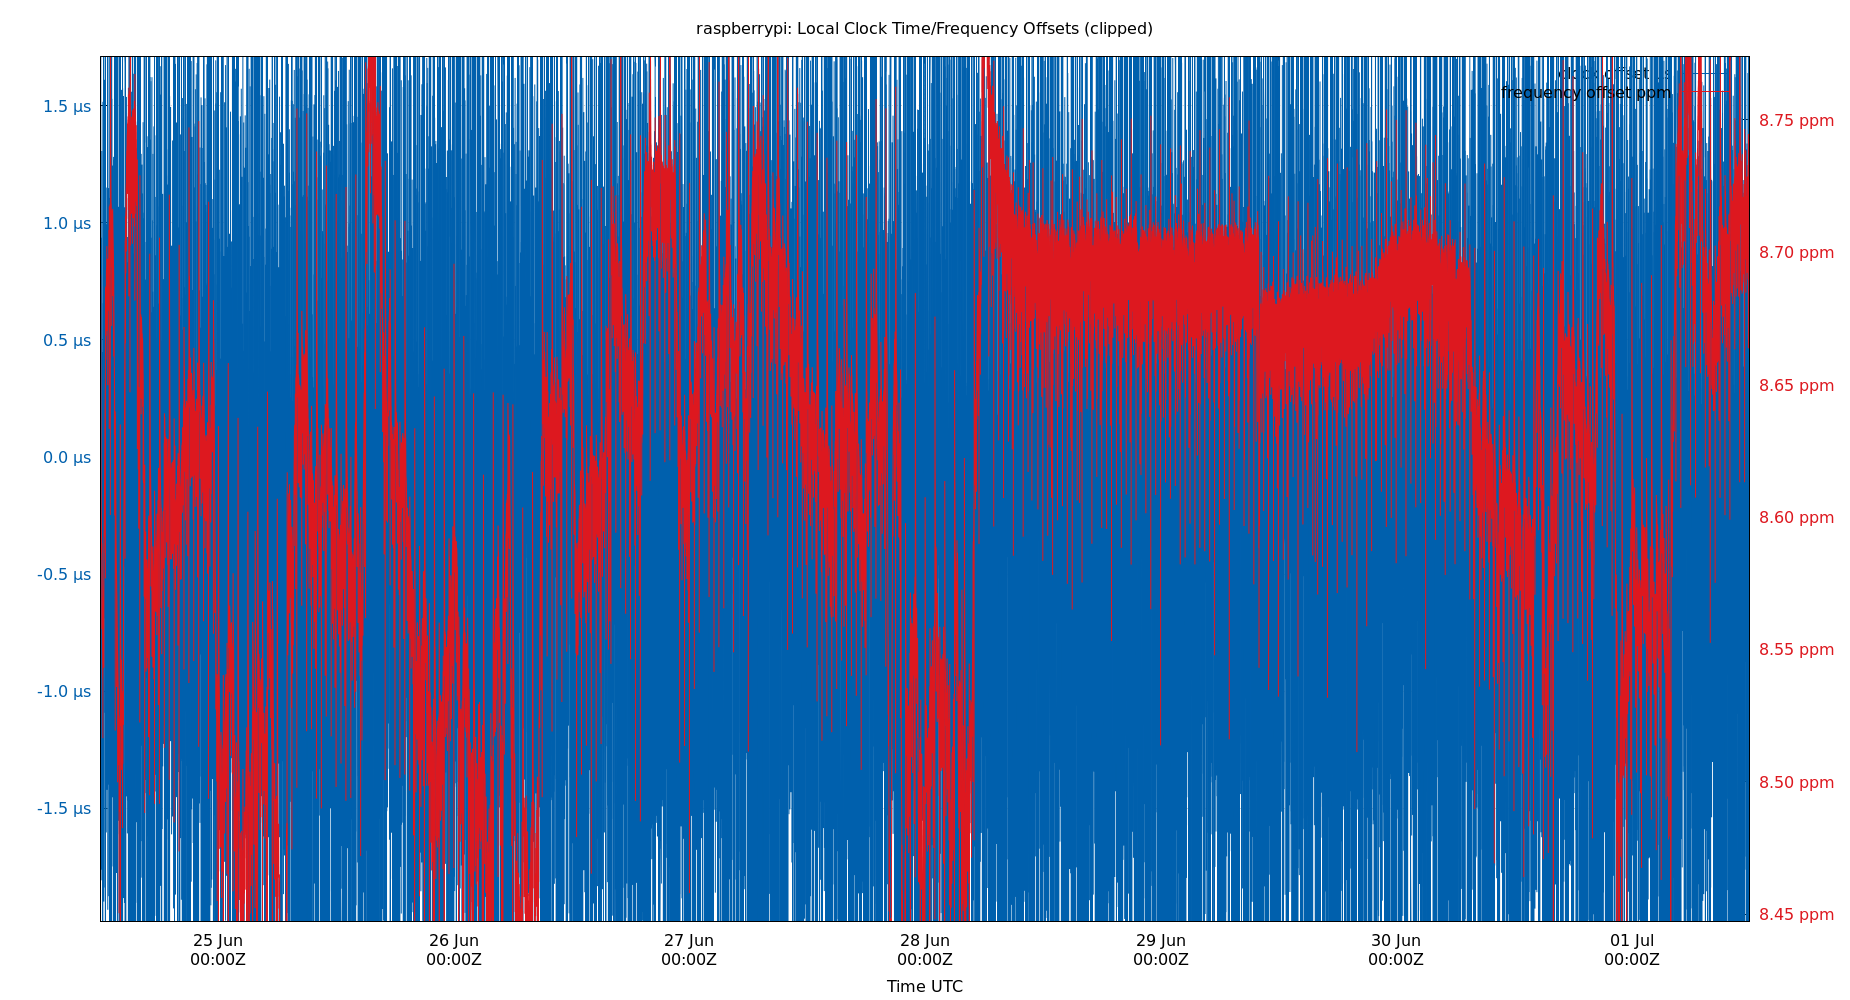 raspberrypi: Local Clock Time/Frequency Offsets (clipped)
clock offset µs
frequency offset ppm
1.5 µs
1.0 µs
0.5 µs
0.0 µs
-0.5 µs
-1.0 µs
-1.5 µs
8.75 ppm
8.70 ppm
8.65 ppm
8.60 ppm
8.55 ppm
8.50 ppm
8.45 ppm
25 Jun
00:00Z
26 Jun
00:00Z
27 Jun
00:00Z
28 Jun
00:00Z
29 Jun
00:00Z
30 Jun
00:00Z
01 Jul
00:00Z
Time UTC